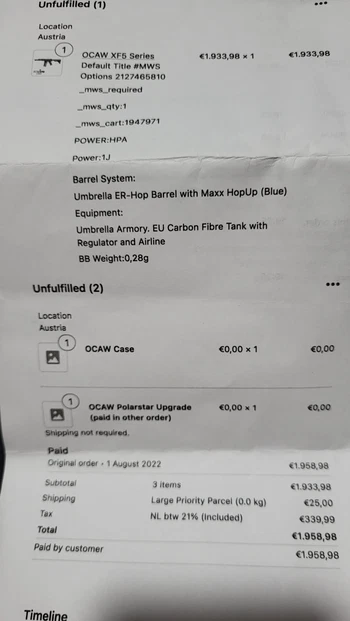 Unfulfilled (1)
•••
Location
Austria
1
OCAW XF5 Series €1.933,98 × 1 €1.933,98
Default Title #MWS
Options 2127465810
_mws_required
_mws_qty:1
_mws_cart:1947971
POWER:HPA
Power:1J
Barrel System:
Umbrella ER-Hop Barrel with Maxx HopUp (Blue)
Equipment:
Umbrella Armory. EU Carbon Fibre Tank with
Regulator and Airline
BB Weight:0,28g
Unfulfilled (2)
•••
Location
Austria
1
OCAW Case €0,00 × 1 €0,00
1
OCAW Polarstar Upgrade €0,00 × 1 €0,00
(paid in other order)
Shipping not required.
Paid
Original order - 1 August 2022 €1.958,98
Subtotal 3 items €1.933,98
Shipping Large Priority Parcel (0.0 kg) €25,00
Tax NL btw 21% (Included) €339,99
Total €1.958,98
Paid by customer €1.958,98
Timeline